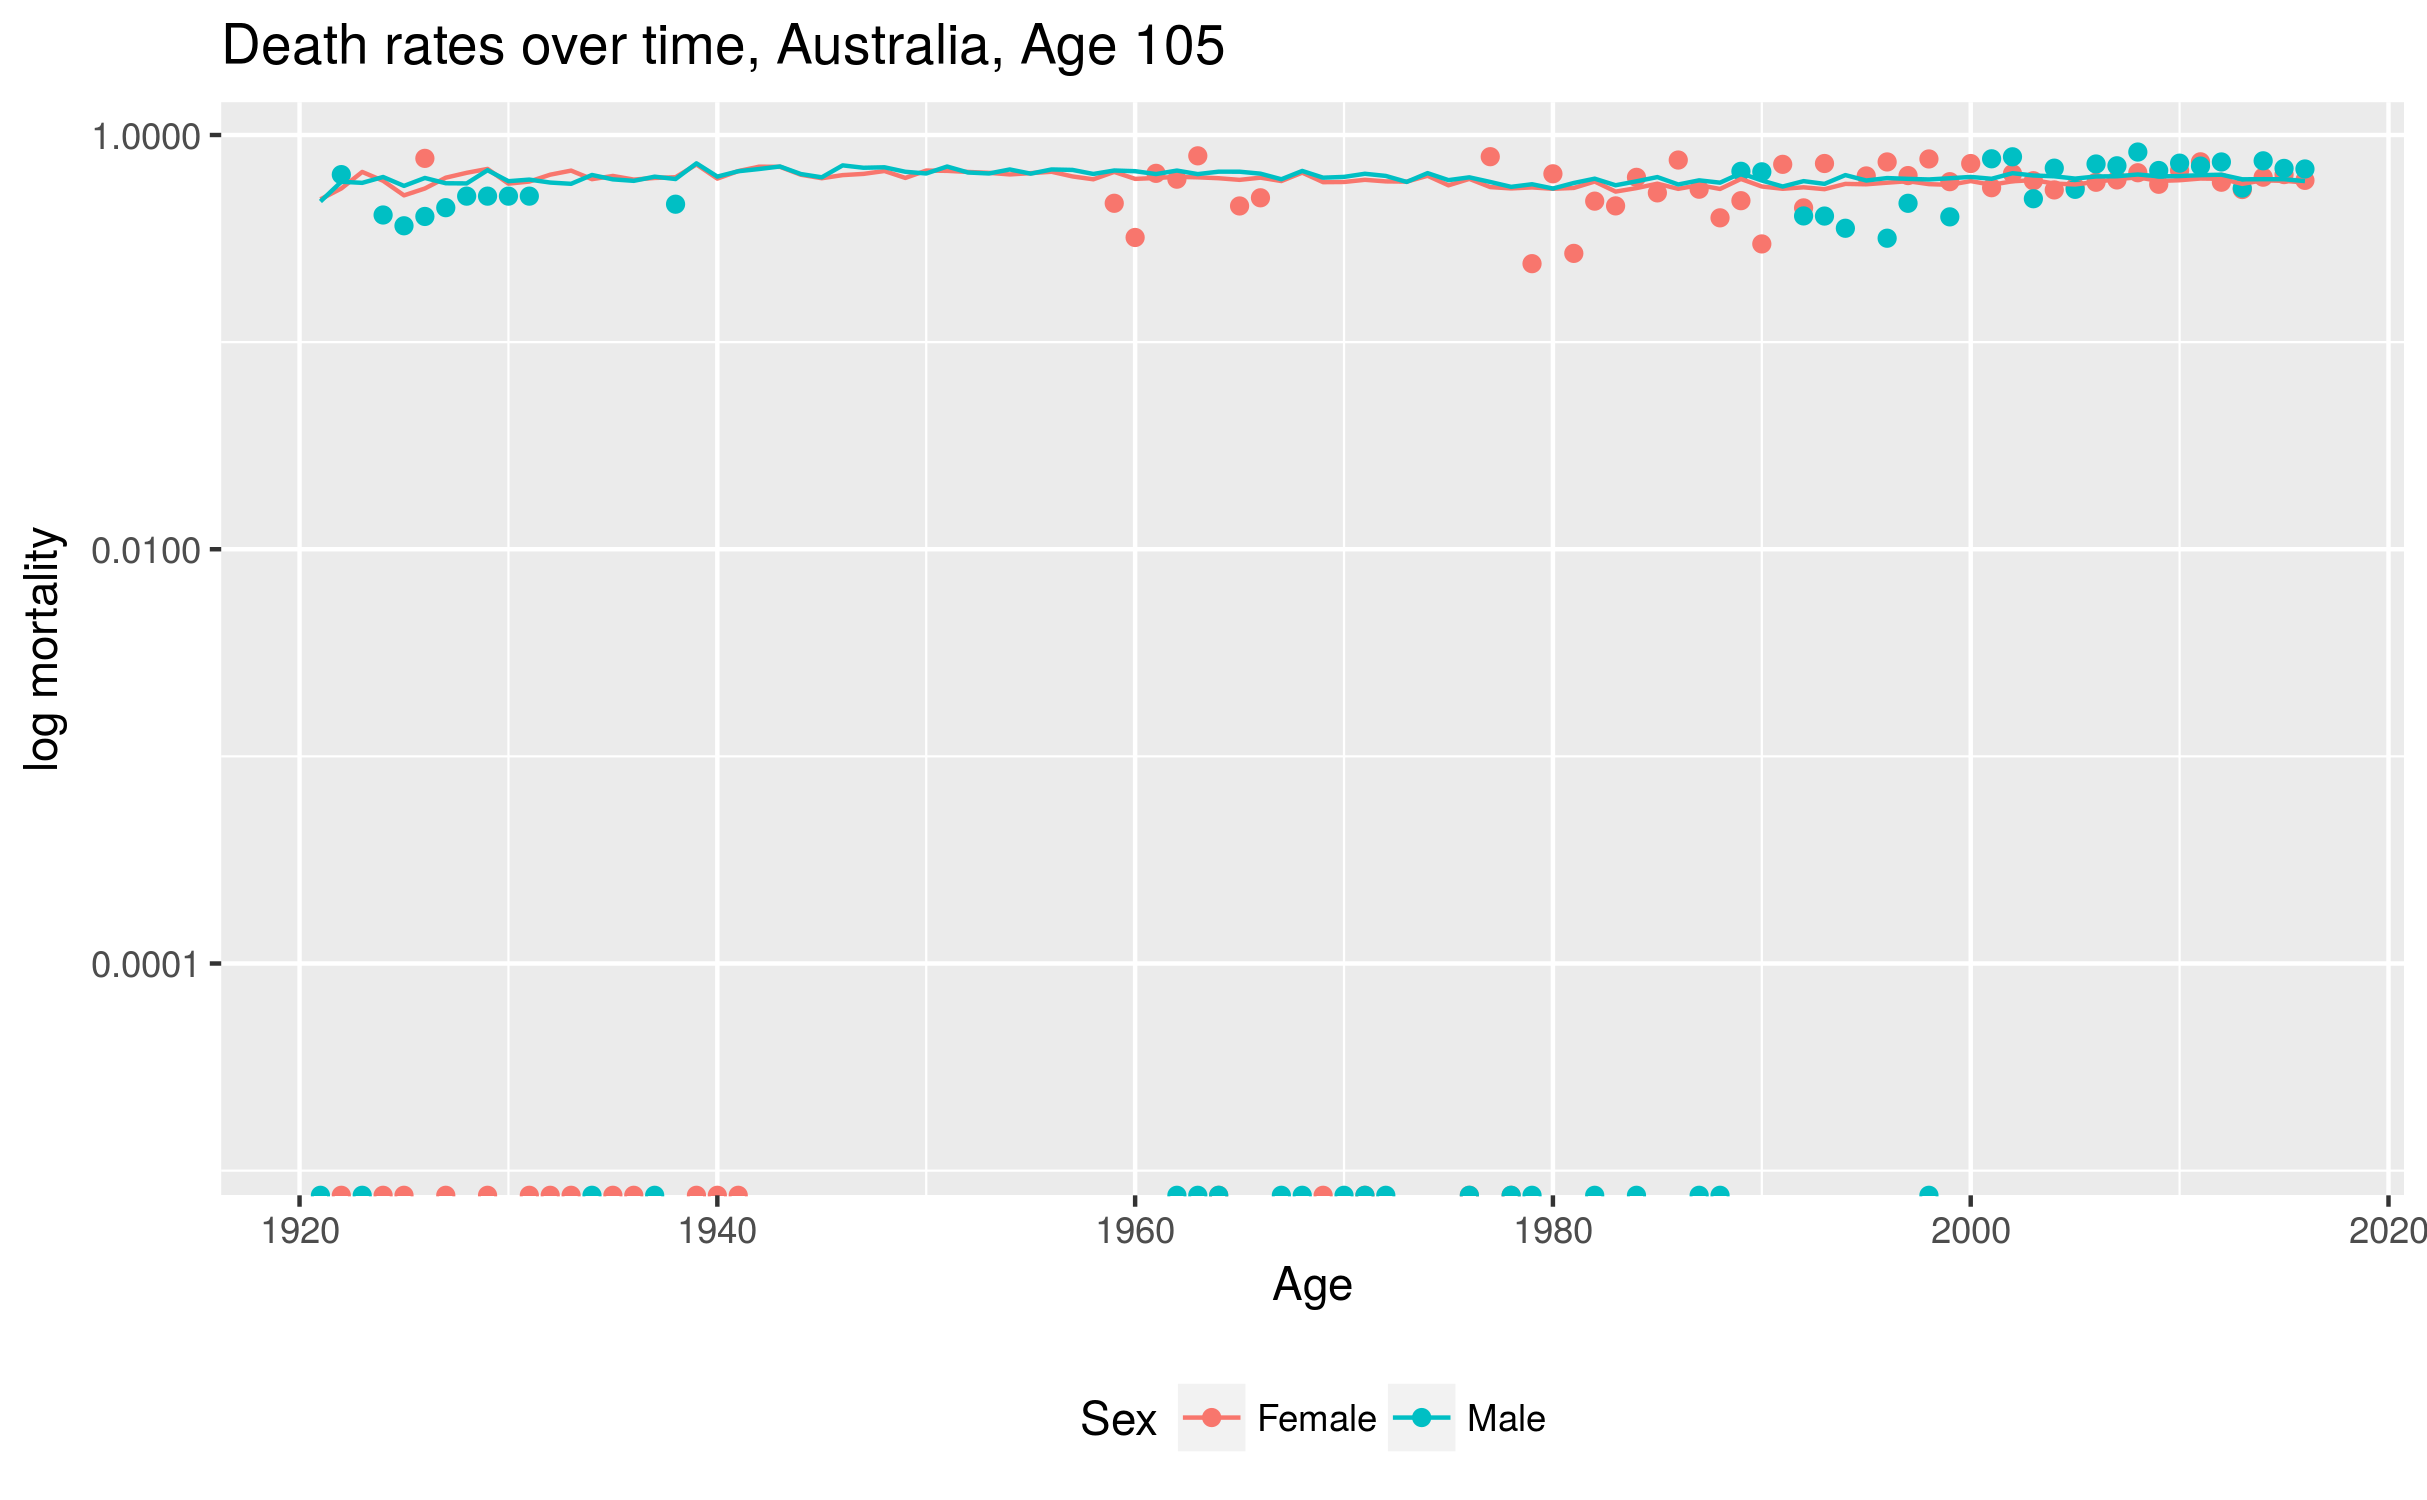 Death rates over time, Australia, Age 105
1.0000
0.0100
0.0001
log mortality
1920 1940 1960 1980 2000 2020
Age
Sex Female Male